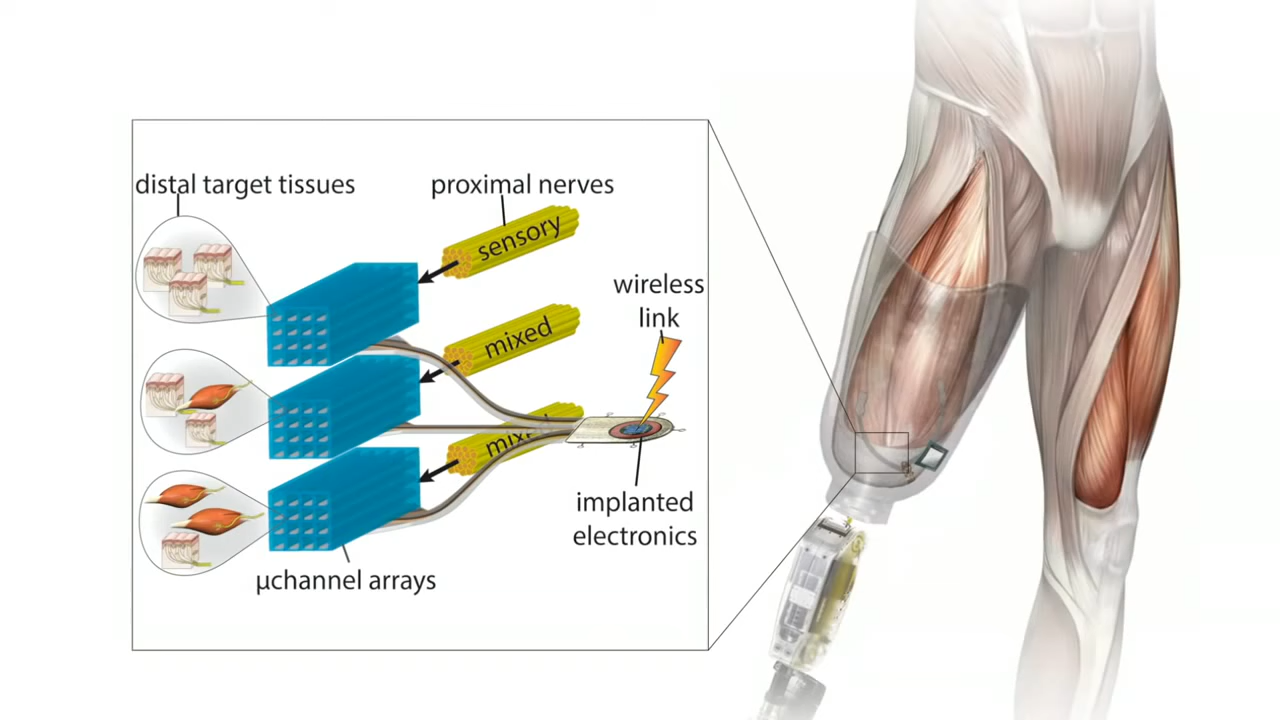 distal target tissues
proximal nerves
sensory
wireless
link
mixed
implanted
electronics
µchannel arrays